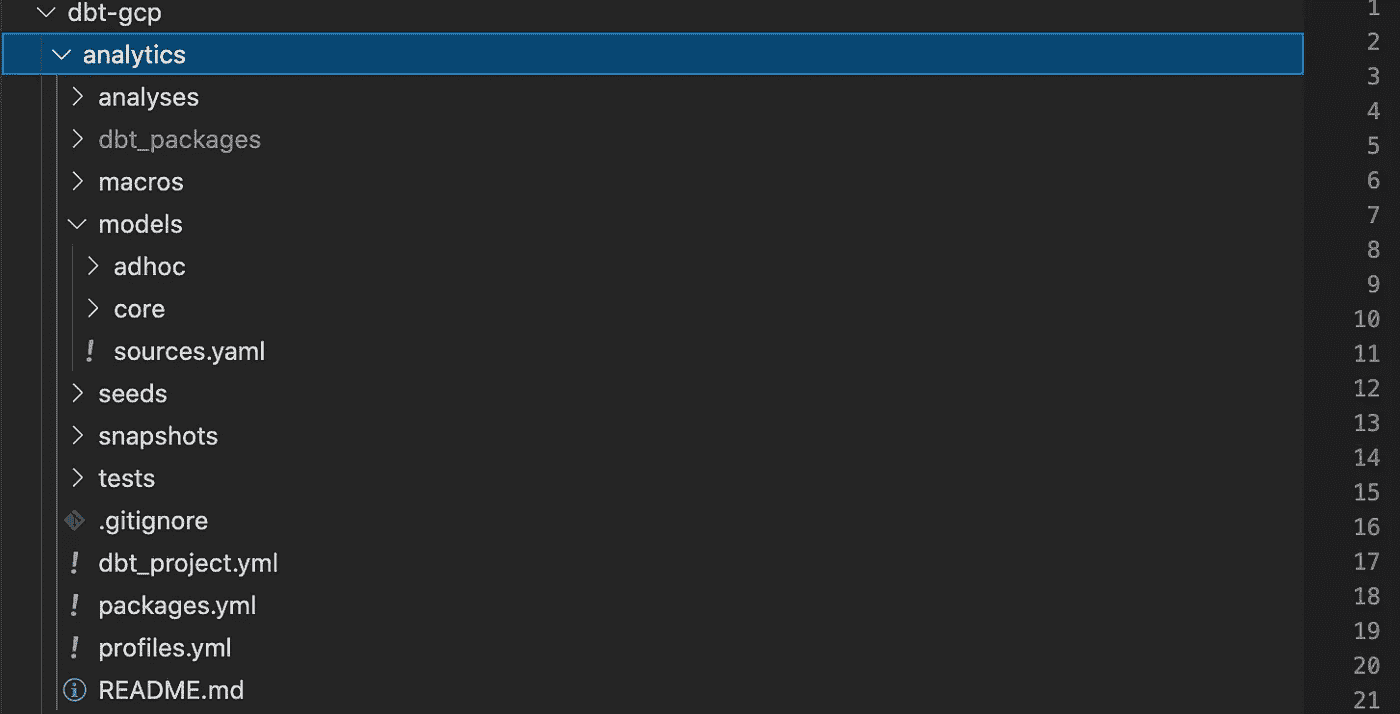 dbt-gcp
analytics
analyses
dbt_packages
macros
models
adhoc
core
! sources.yaml
seeds
snapshots
tests
.gitignore
! dbt_project.yml
! packages.yml
! profiles.yml
README.md
1
2
3
4
5
6
7
8
9
10
11
12
13
14
15
16
17
18
19
20
21